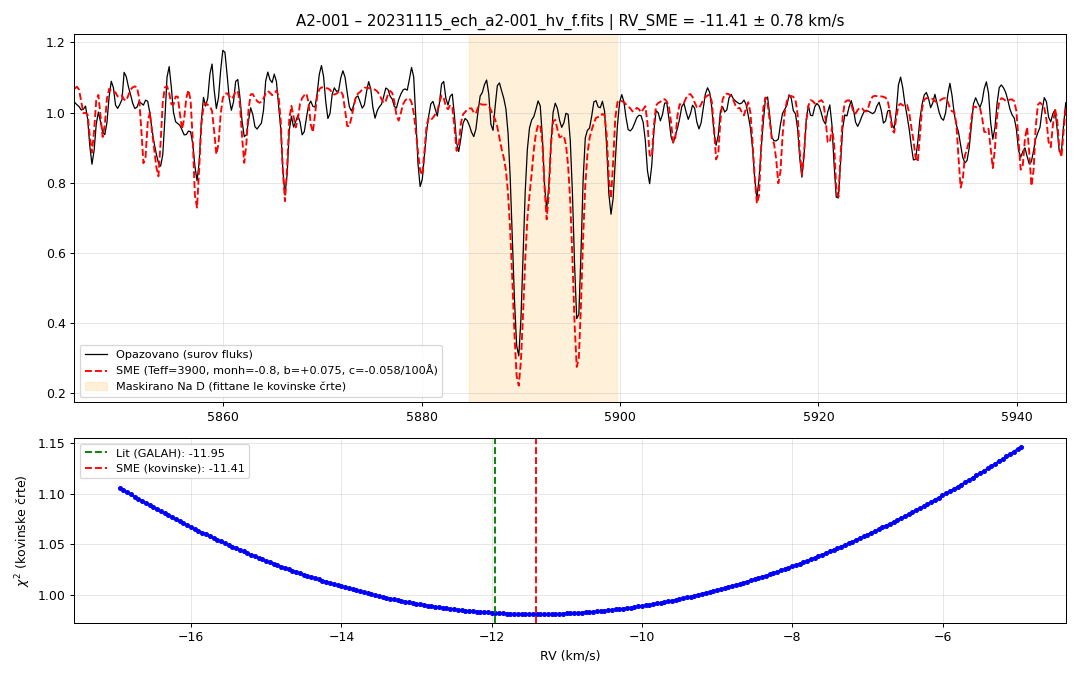 A2-001 – 20231115_ech_a2-001_hv_f.fits | RV_SME = -11.41 ± 0.78 km/s
1.2
1.0
0.8
0.6
0.4
0.2
Opazovano (surov fluks)
SME (Teff=3900, monh=-0.8, b=+0.075, c=-0.058/100Å)
Maskirano Na D (fittane le kovinske črte)
5860 5880 5900 5920 5940
1.15
1.10
1.05
1.00
χ² (kovinske črte)
Lit (GALAH): -11.95
SME (kovinske): -11.41
−16 −14 −12 −10 −8 −6
RV (km/s)